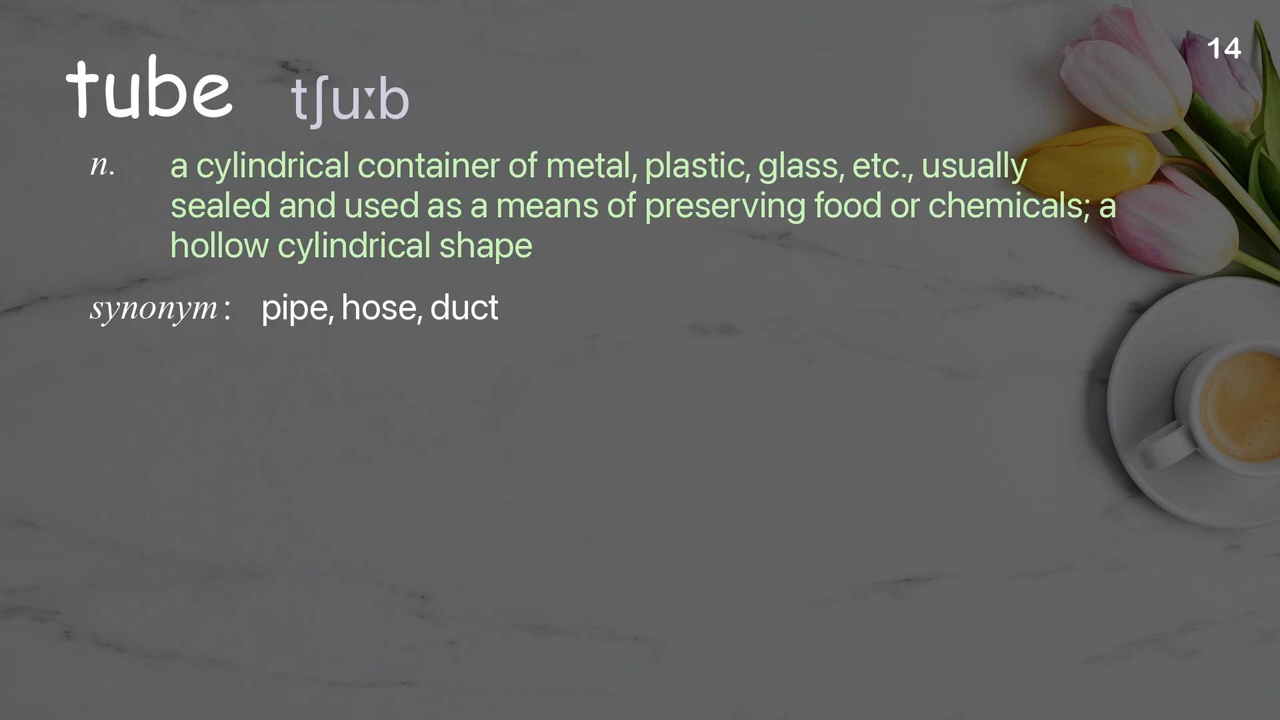 14
tube tʃuːb
n. a cylindrical container of metal, plastic, glass, etc., usually
sealed and used as a means of preserving food or chemicals; a
hollow cylindrical shape
synonym: pipe, hose, duct